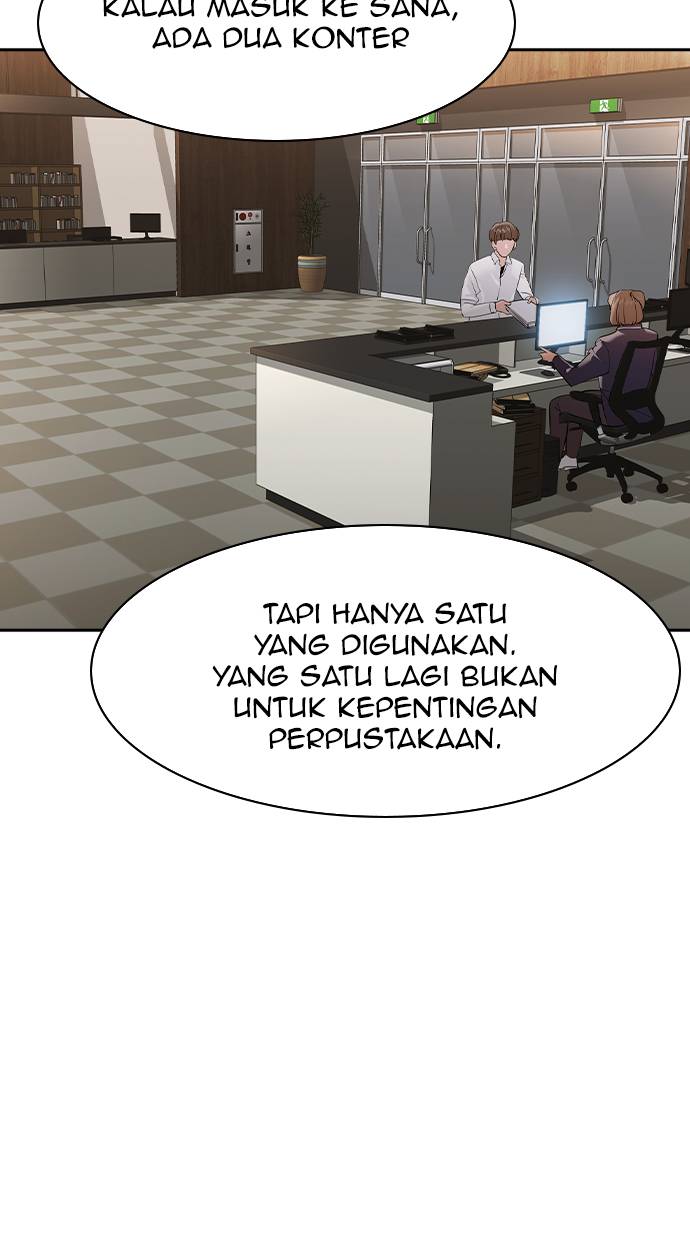 KALAU MASUK KE SANA,
ADA DUA KONTER
TAPI HANYA SATU
YANG DIGUNAKAN.
YANG SATU LAGI BUKAN
UNTUK KEPENTINGAN
PERPUSTAKAAN.